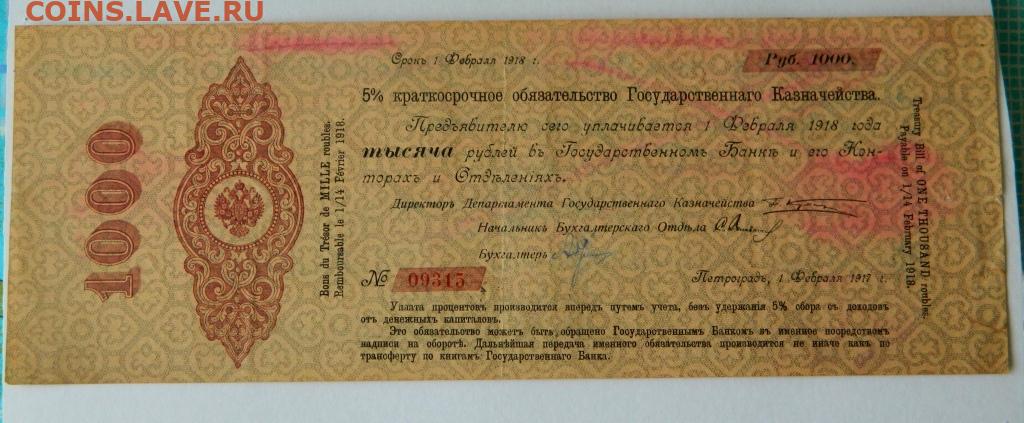 COINS.LAVE.RU
1000
Bons du Trésor de MILLE roubles.
Remboursable le 1/14 Février 1918.
Срокъ 1 Февраля 1918 г.
Руб. 1000.
5% краткосрочное обязательство Государственнаго Казначейства.
Предъявителю сего уплачивается 1 Февраля 1918 года
тысяча рублей въ Государственномъ Банкѣ и его Кон-
торахъ и Отдѣленіяхъ.
Директоръ Департамента Государственнаго Казначейства
Начальникъ Бухгалтерскаго Отдѣла
Бухгалтеръ
№ 09315
Петроградъ, 1 Февраля 1917 г.
Уплата процентовъ производится впередъ путемъ учета, безъ удержанія 5% сбора съ доходовъ
отъ денежныхъ капиталовъ.
Это обязательство можетъ быть обращено Государственнымъ Банкомъ въ именное посредствомъ
надписи на оборотѣ. Дальнѣйшая передача именного обязательства производится не иначе какъ по
трансферту по книгамъ Государственнаго Банка.
Treasury Bill of ONE THOUSAND roubles.
Payable on 1/14 February 1918.